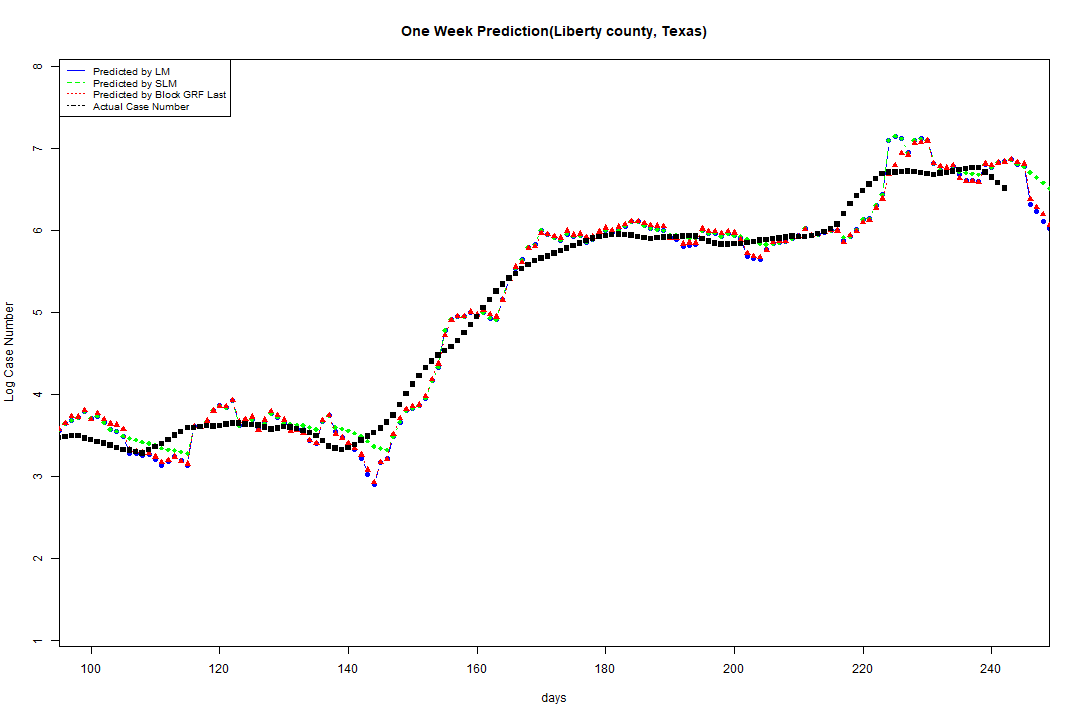 One Week Prediction(Liberty county, Texas)
Predicted by LM
Predicted by SLM
Predicted by Block GRF Last
Actual Case Number
8
7
6
5
4
3
2
1
Log Case Number
100 120 140 160 180 200 220 240
days